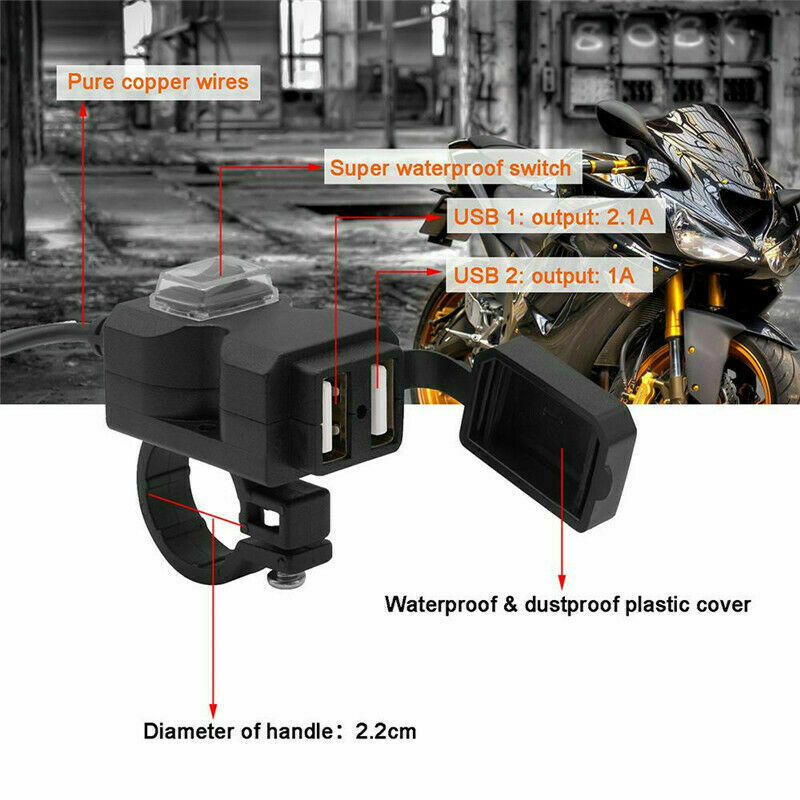 8080
Pure copper wires
Super waterproof switch
USB 1: output: 2.1A
USB 2: output: 1A
Waterproof & dustproof plastic cover
Diameter of handle：2.2cm